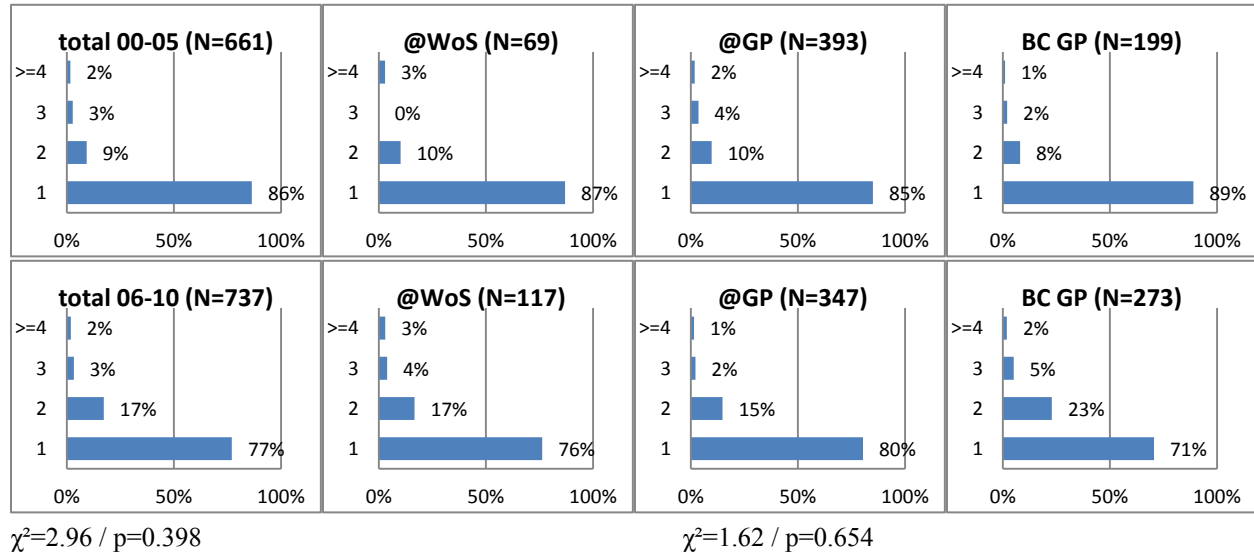 total 00-05 (N=661) @WoS (N=69) @GP (N=393) BC GP (N=199)
>=4 2% >=4 3% >=4 2% >=4 1%
3 3% 3 0% 3 4% 3 2%
2 9% 2 10% 2 10% 2 8%
1 86% 1 87% 1 85% 1 89%
0% 50% 100% 0% 50% 100% 0% 50% 100% 0% 50% 100%
total 06-10 (N=737) @WoS (N=117) @GP (N=347) BC GP (N=273)
>=4 2% >=4 3% >=4 1% >=4 2%
3 3% 3 4% 3 2% 3 5%
2 17% 2 17% 2 15% 2 23%
1 77% 1 76% 1 80% 1 71%
0% 50% 100% 0% 50% 100% 0% 50% 100% 0% 50% 100%
χ²=2.96 / p=0.398 χ²=1.62 / p=0.654